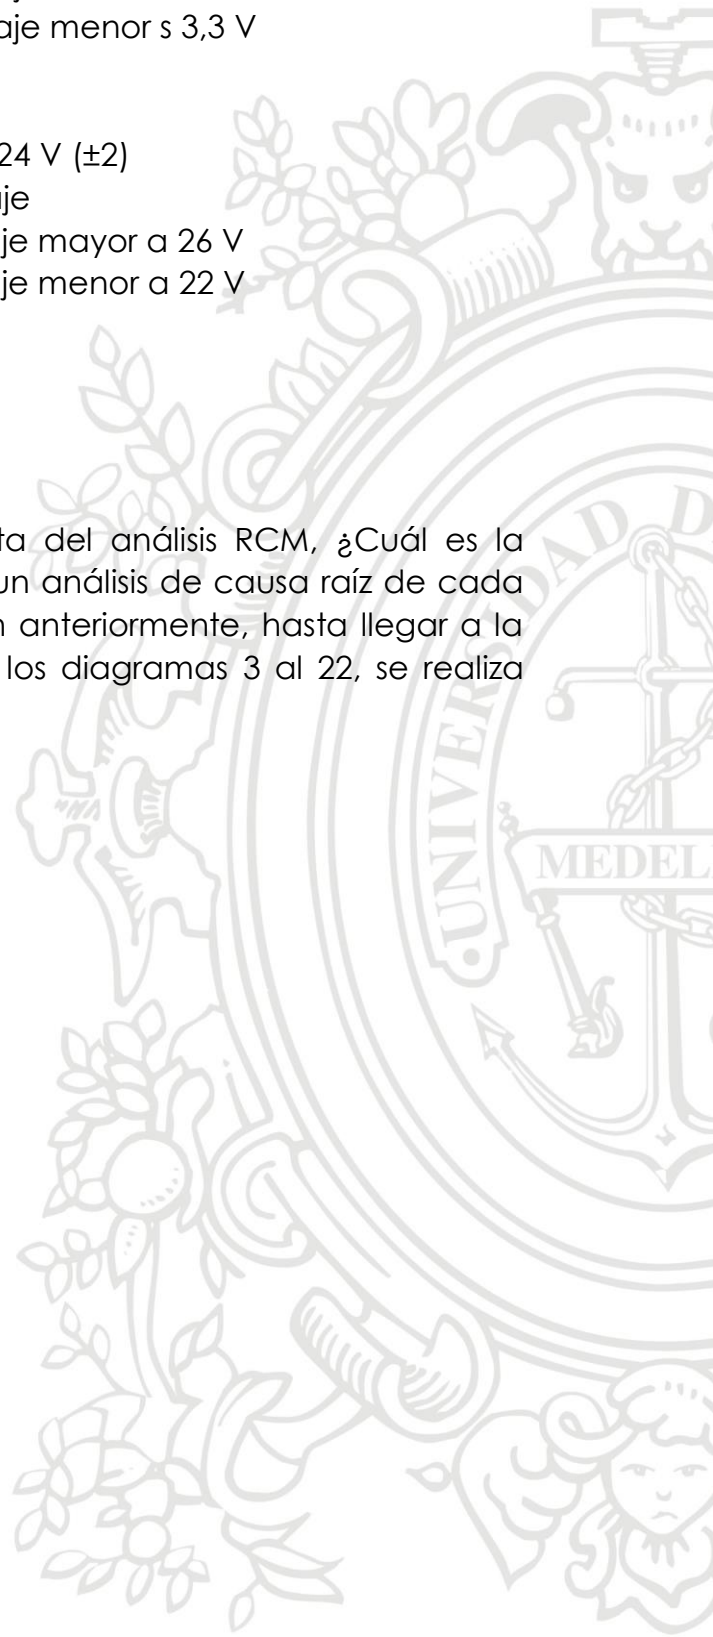 aje menor s 3,3 V
24 V (±2)
aje
je mayor a 26 V
je menor a 22 V
ta del análisis RCM, ¿Cuál es la
un análisis de causa raíz de cada
n anteriormente, hasta llegar a la
los diagramas 3 al 22, se realiza
UNIVERSIDAD D
MEDEL